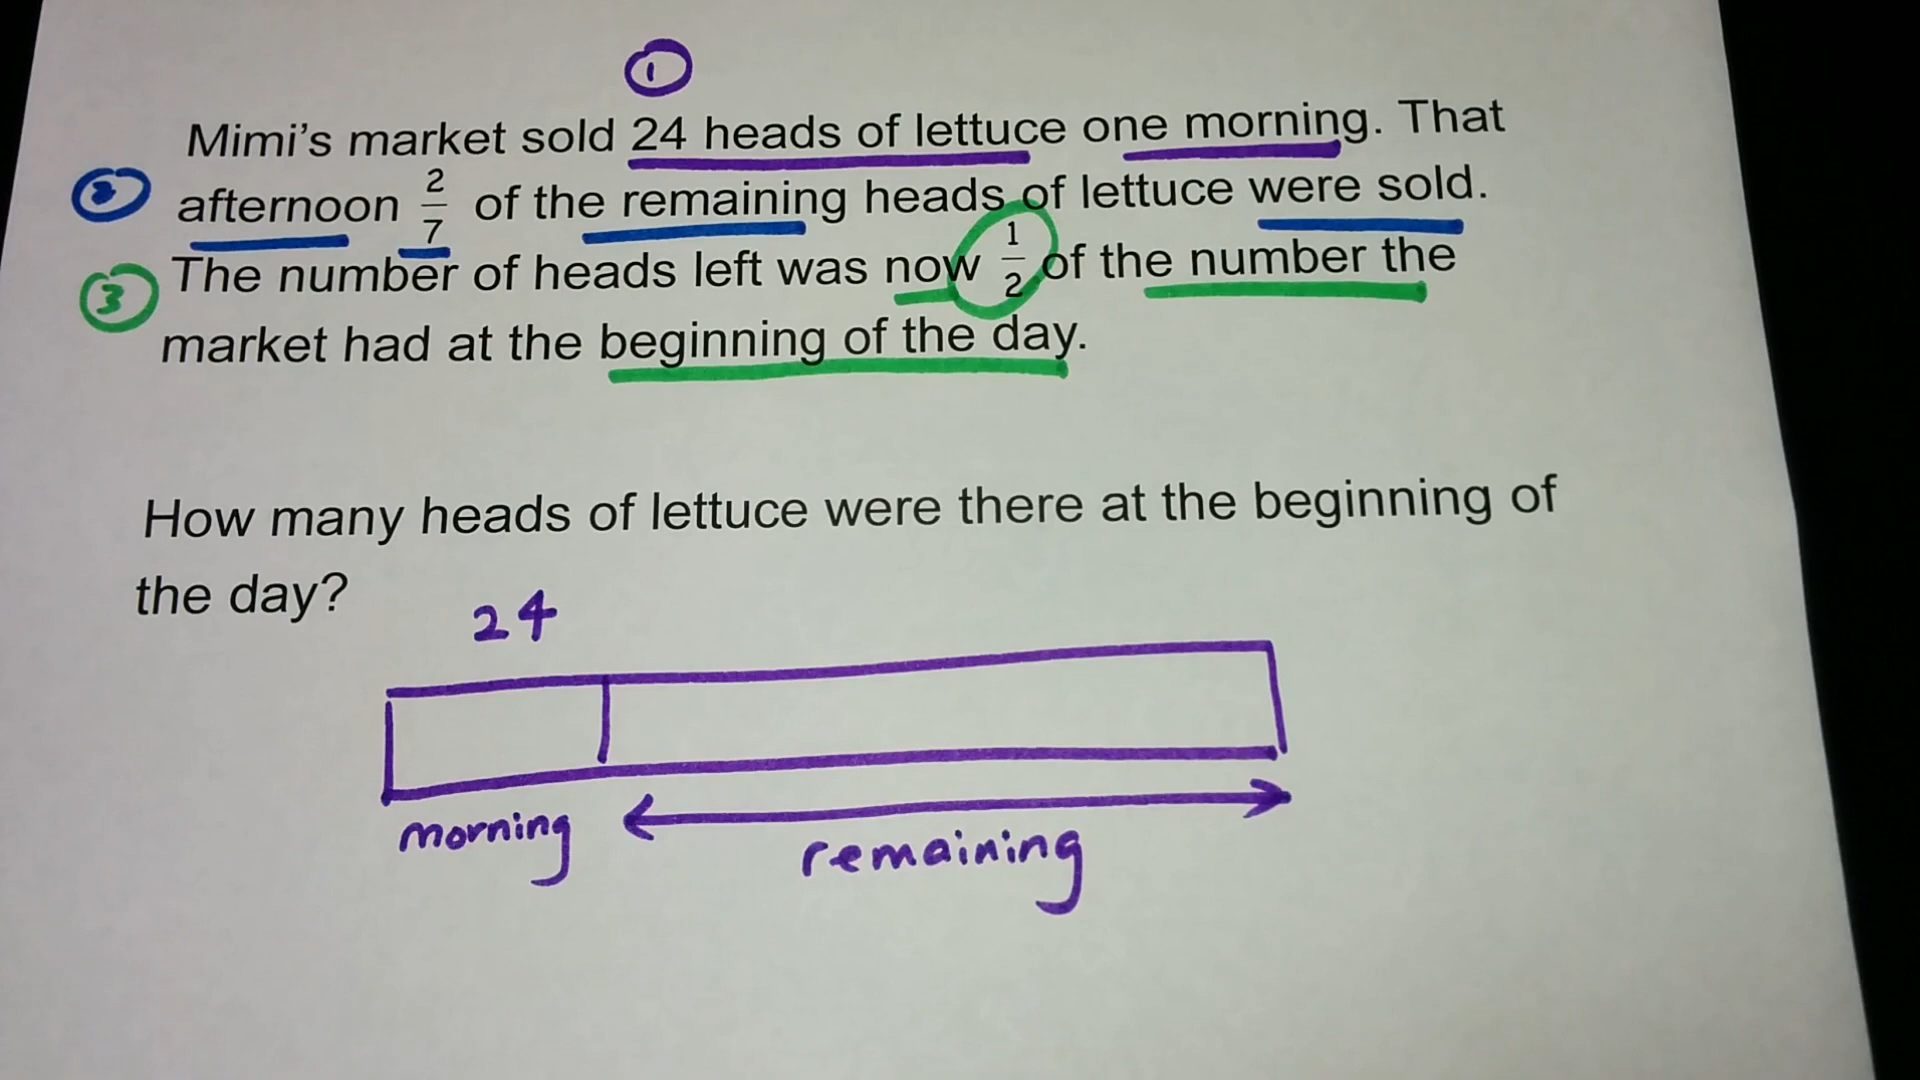 ①
Mimi's market sold 24 heads of lettuce one morning. That
② afternoon 2/7 of the remaining heads of lettuce were sold.
③ The number of heads left was now 1/2 of the number the
market had at the beginning of the day.
How many heads of lettuce were there at the beginning of
the day?
24
morning
remaining